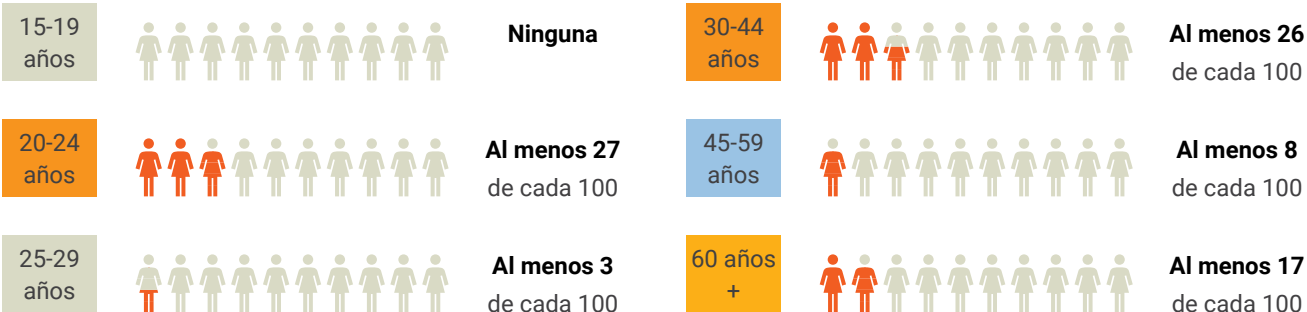 15-19
años
Ninguna
20-24
años
Al menos 27
de cada 100
25-29
años
Al menos 3
de cada 100
30-44
años
Al menos 26
de cada 100
45-59
años
Al menos 8
de cada 100
60 años
+
Al menos 17
de cada 100